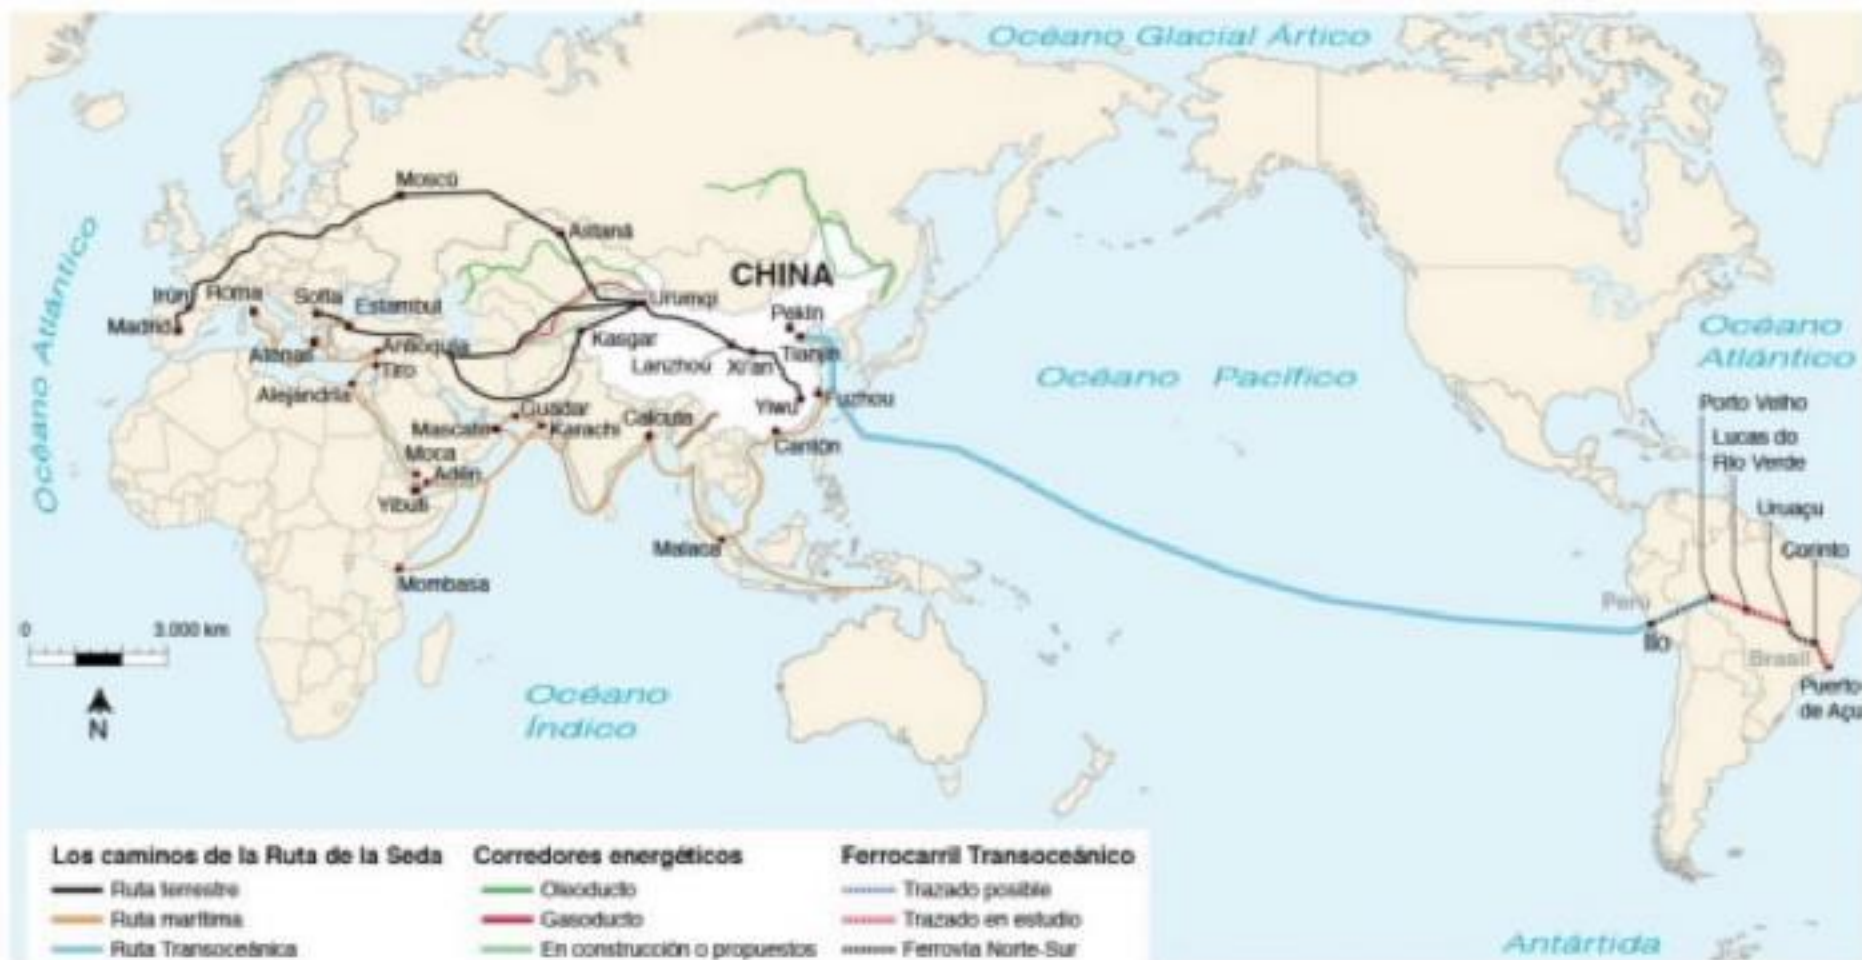 Océano Glacial Ártico
Océano Atlántico
Moscú
Astaná
CHINA
Irún
Roma
Sofía
Estambul
Urumqi
Pekín
Madrid
Atenas
Antioquía
Kasgar
Tianjin
Tiro
Lanzhou
Xi'an
Alejandría
Yiwu
Fuzhou
Guadar
Calcuta
Mascate
Karachi
Cantón
Moca
Adén
Yibuti
Malaca
Mombasa
Océano Pacífico
Océano
Atlántico
Porto Velho
Lucas do
Rio Verde
Uruaçu
Corinto
Perú
Ilo
Brasil
Puerto
de Açu
0
3.000 km
N
Océano
Índico
Los caminos de la Ruta de la Seda
Ruta terrestre
Ruta marítima
Ruta Transoceánica
Corredores energéticos
Oleoducto
Gasoducto
En construcción o propuestos
Ferrocarril Transoceánico
Trazado posible
Trazado en estudio
Ferrovia Norte-Sur
Antártida